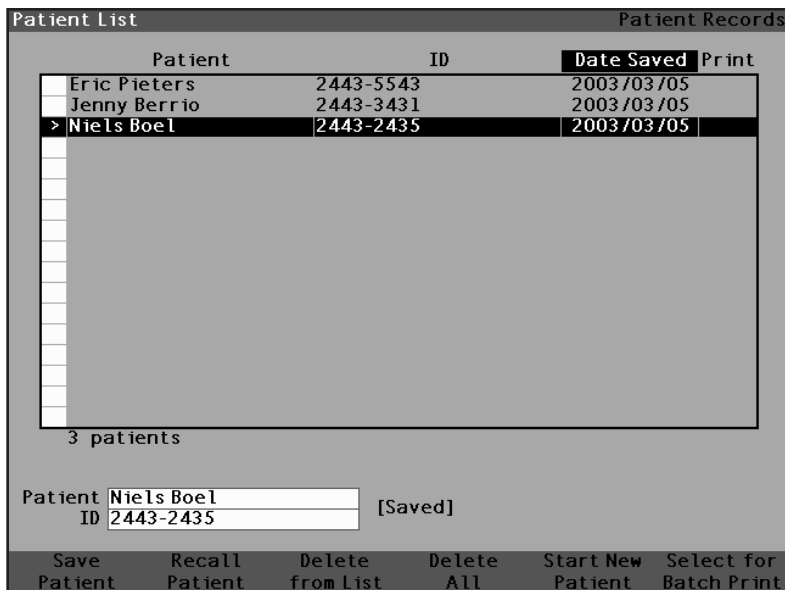 Patient List Patient Records
Patient ID Date Saved Print
Eric Pieters 2443-5543 2003/03/05
Jenny Berrio 2443-3431 2003/03/05
> Niels Boel 2443-2435 2003/03/05
3 patients
Patient Niels Boel
[Saved]
ID 2443-2435
Save Recall Delete Delete Start New Select for
Patient Patient from List All Patient Batch Print